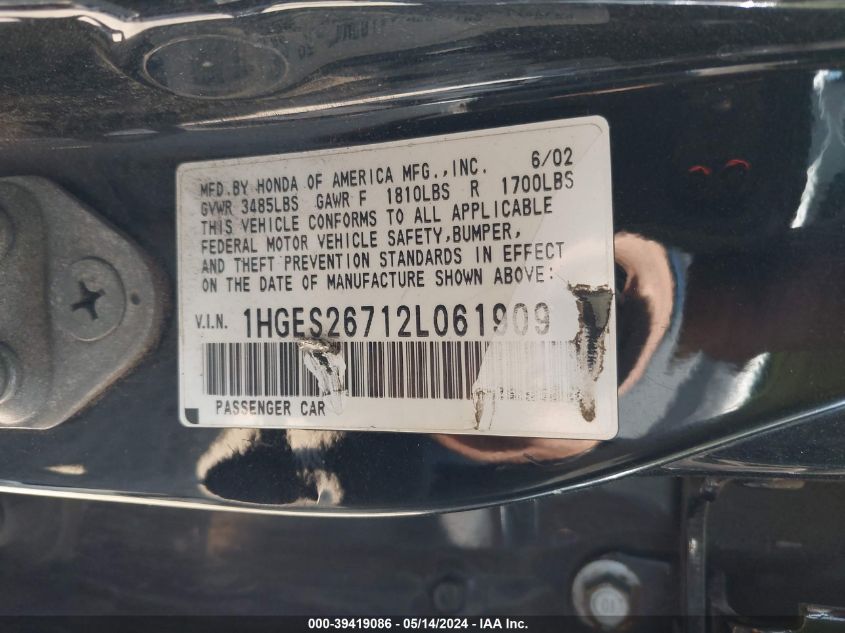 MFD.BY HONDA OF AMERICA MFG.,INC. 6/02
GVWR 3485LBS GAWR F 1810LBS R 1700LBS
THIS VEHICLE CONFORMS TO ALL APPLICABLE
FEDERAL MOTOR VEHICLE SAFETY,BUMPER,
AND THEFT PREVENTION STANDARDS IN EFFECT
ON THE DATE OF MANUFACTURE SHOWN ABOVE:
V.I.N. 1HGES26712L061909
PASSENGER CAR
000-39419086 - 05/14/2024 - IAA Inc.